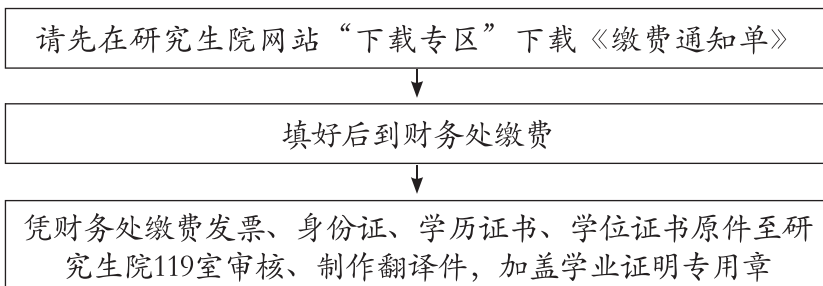 请先在研究生院网站“下载专区”下载《缴费通知单》
填好后到财务处缴费
凭财务处缴费发票、身份证、学历证书、学位证书原件至研
究生院119室审核、制作翻译件，加盖学业证明专用章